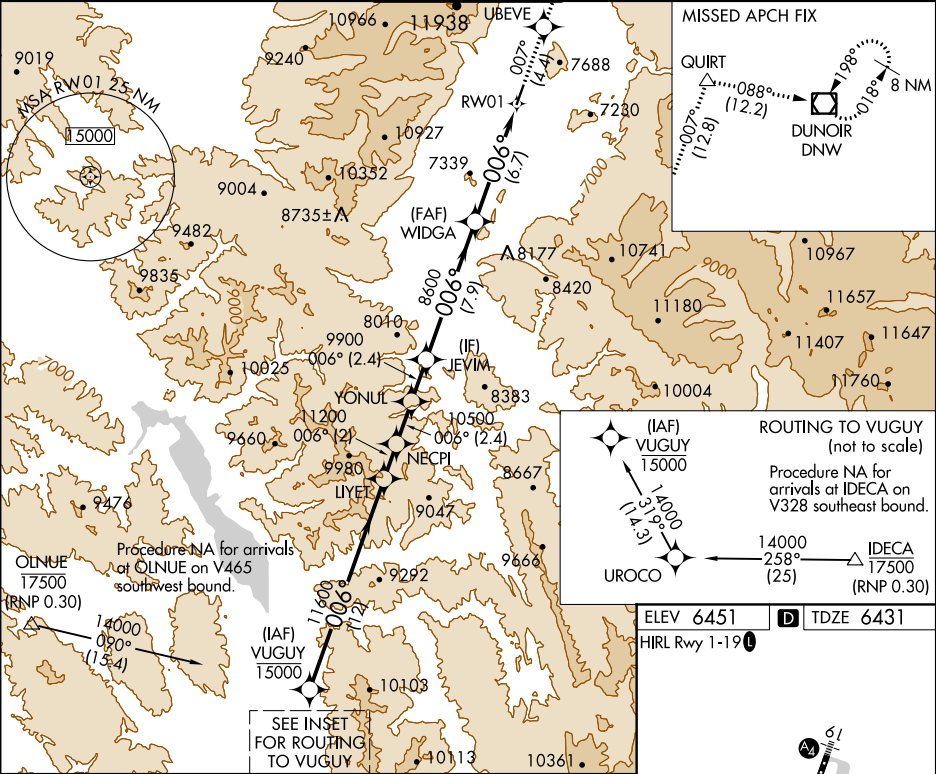 UBEVE
10966
11938
9019
9240
007°
(4.4)
7688
MSA RW01 25 NM
15000
RW01
7230
10927
006°
(6.7)
7339
10352
9004
7000
8735±
(FAF)
WIDGA
9482
8177
10741
9000
10967
9835
8600
006°
(7.9)
8420
9000
11180
11657
8010
11407
11647
9900
006° (2.4)
(IF)
JEVIM
7000
10025
8383
10004
11760
YONUL
11200
006° (2)
10500
006° (2.4)
9660
NECPI
9980
LIYET
8667
9476
9047
9666
Procedure NA for arrivals
at OLNUE on V465
southwest bound.
OLNUE
17500
(RNP 0.30)
9292
11600
006°
(12)
14000
090°
(15.4)
(IAF)
VUGUY
15000
10103
SEE INSET
FOR ROUTING
TO VUGUY
10113
10361
MISSED APCH FIX
QUIRT
088°
(12.2)
198°
018°
8 NM
007°
(12.8)
DUNOIR
DNW
(IAF)
VUGUY
15000
ROUTING TO VUGUY
(not to scale)
Procedure NA for
arrivals at IDECA on
V328 southeast bound.
14000
319°
(14.3)
14000
258°
(25)
IDECA
17500
(RNP 0.30)
UROCO
ELEV 6451
D
TDZE 6431
HIRL Rwy 1-19 L
19
A4